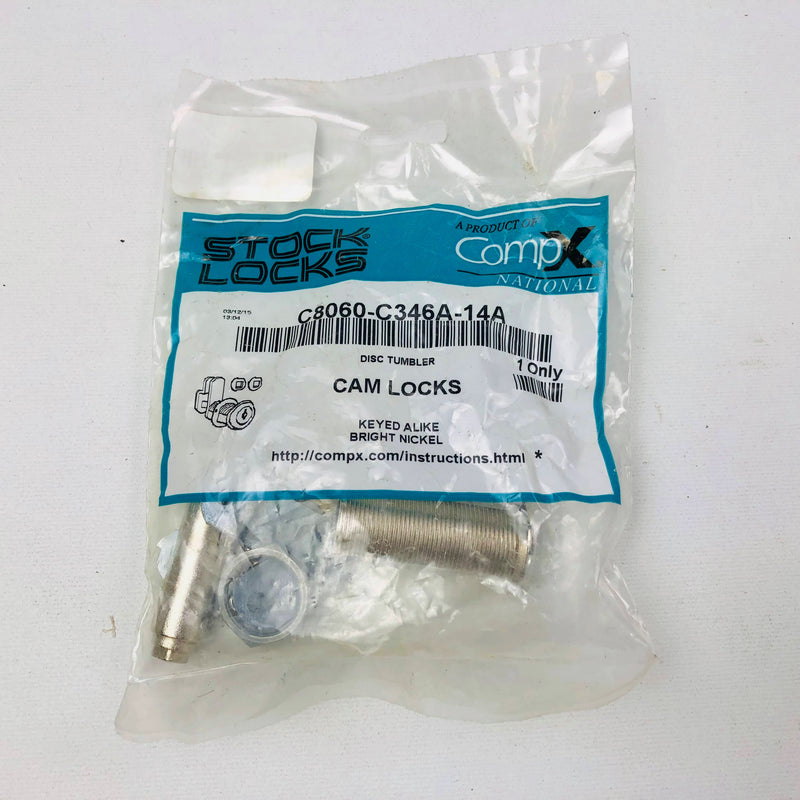 STOCK LOCKS®
A PRODUCT OF
CompX
NATIONAL
03/12/15
13:04
C8060-C346A-14A
DISC TUMBLER
1 Only
CAM LOCKS
KEYED ALIKE
BRIGHT NICKEL
http://compx.com/instructions.html *